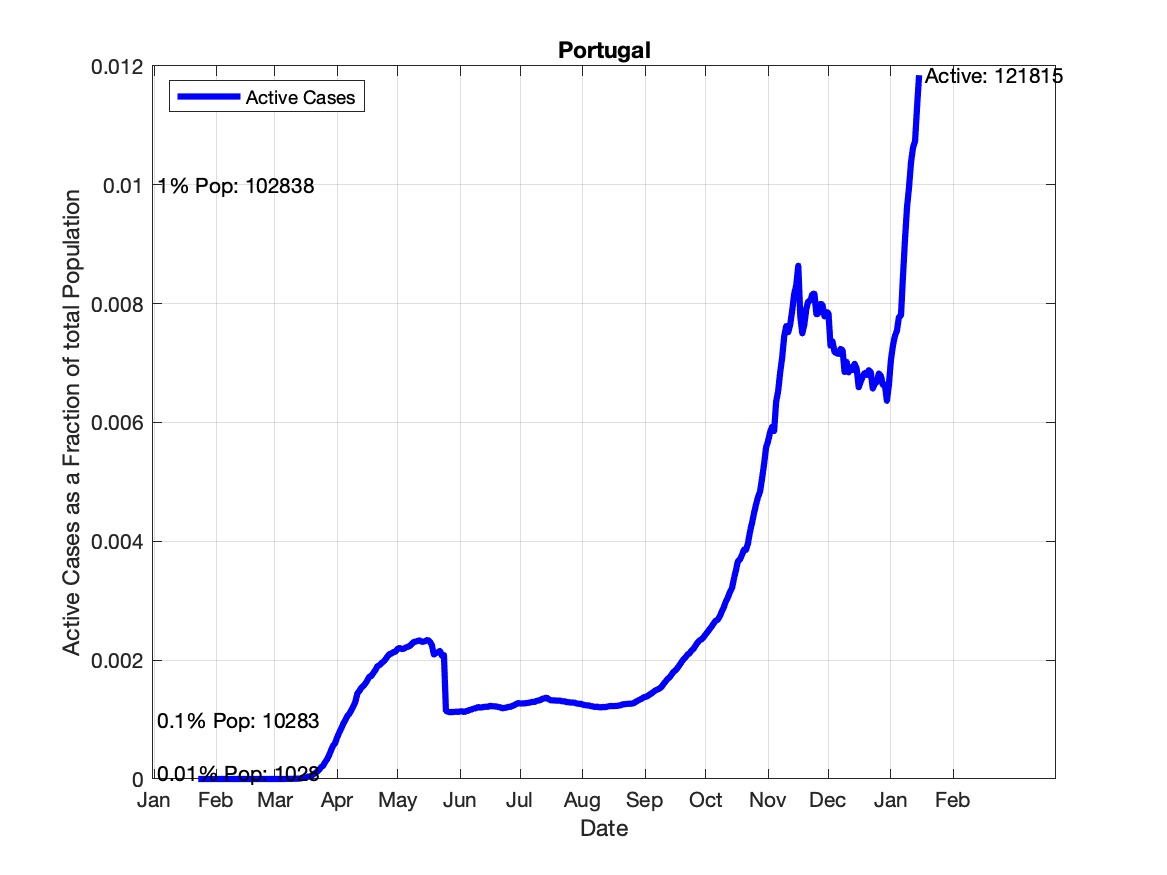 Portugal
0.012
Active: 121815
Active Cases
0.01
1% Pop: 102838
0.008
0.006
0.004
0.002
0.1% Pop: 10283
0
0.01% Pop: 1028
Active Cases as a Fraction of total Population
Jan Feb Mar Apr May Jun Jul Aug Sep Oct Nov Dec Jan Feb
Date